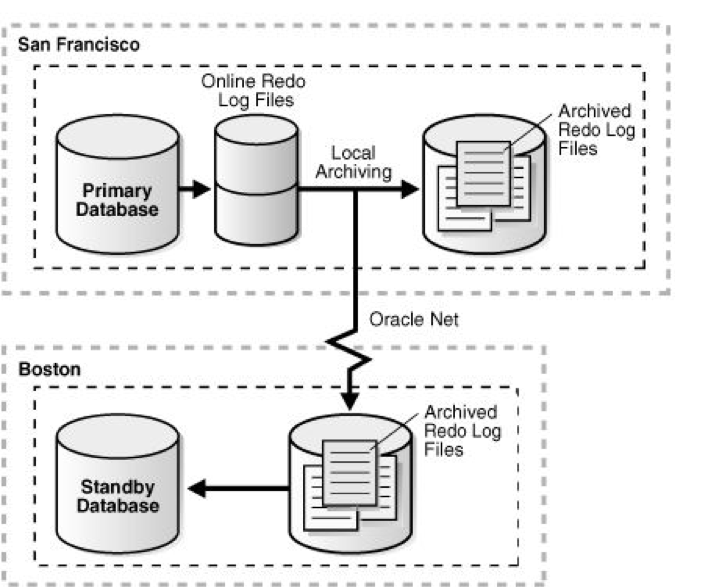 San Francisco
Online Redo
Log Files
Archived
Redo Log
Files
Local
Archiving
Primary
Database
Oracle Net
Boston
Archived
Redo Log
Files
Standby
Database